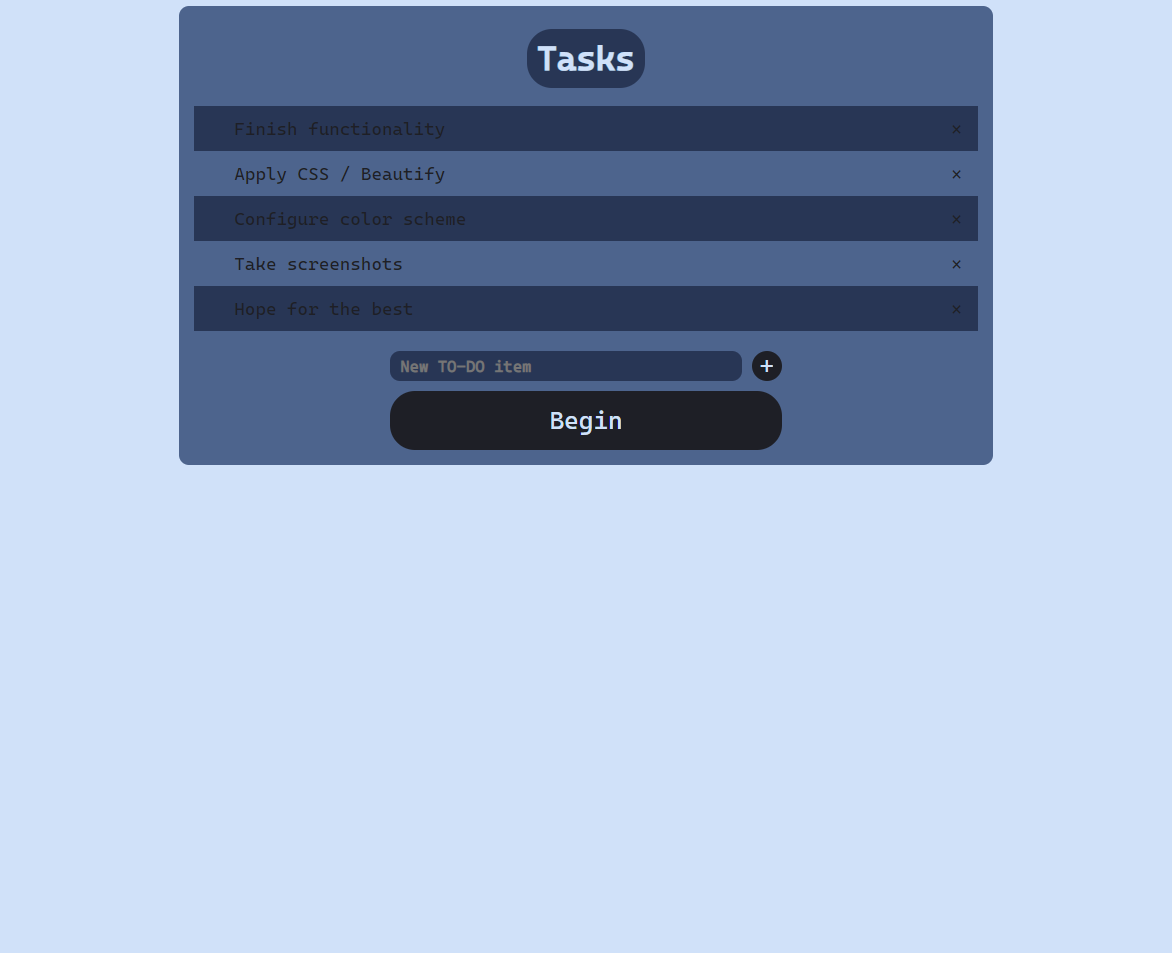 Tasks
Finish functionality ×
Apply CSS / Beautify ×
Configure color scheme ×
Take screenshots ×
Hope for the best ×
New TO-DO item +
Begin